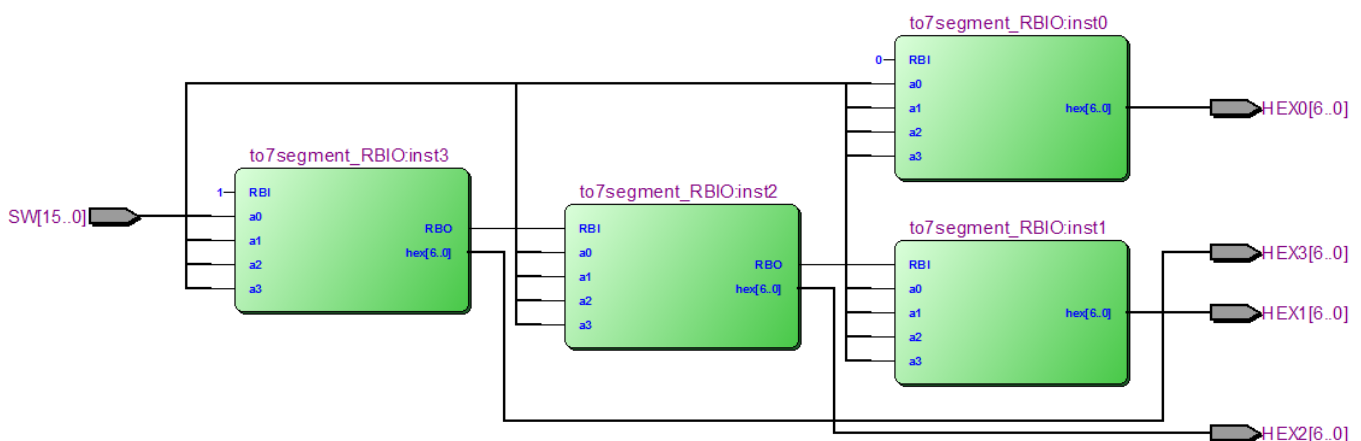 to7segment_RBIO:inst0
0
RBI
a0
a1
a2
a3
hex[6..0]
HEX0[6..0]
to7segment_RBIO:inst3
1
RBI
SW[15..0]
a0
a1
a2
a3
RBO
hex[6..0]
to7segment_RBIO:inst2
RBI
a0
a1
a2
a3
RBO
hex[6..0]
to7segment_RBIO:inst1
RBI
a0
a1
a2
a3
hex[6..0]
HEX3[6..0]
HEX1[6..0]
HEX2[6..0]